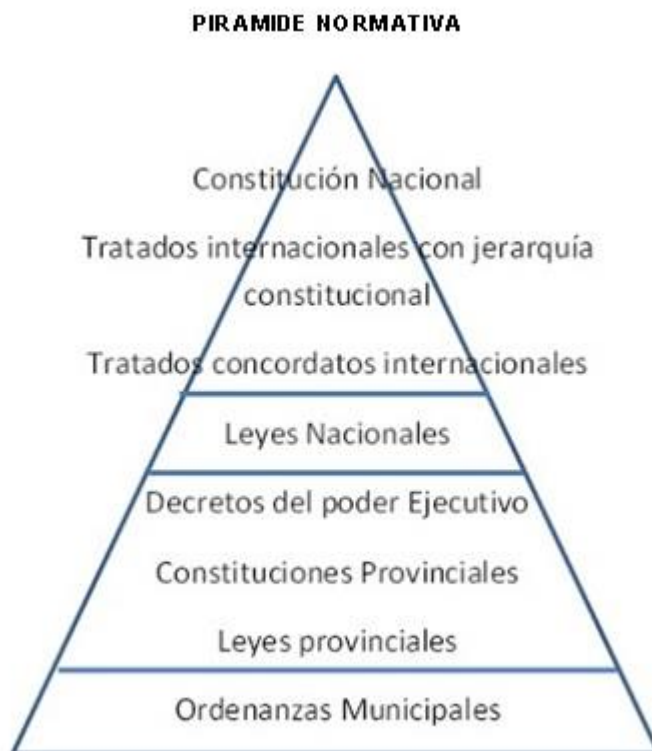 PIRAMIDE NORMATIVA
Constitución Nacional
Tratados internacionales con jerarquía
constitucional
Tratados concordatos internacionales
Leyes Nacionales
Decretos del poder Ejecutivo
Constituciones Provinciales
Leyes provinciales
Ordenanzas Municipales